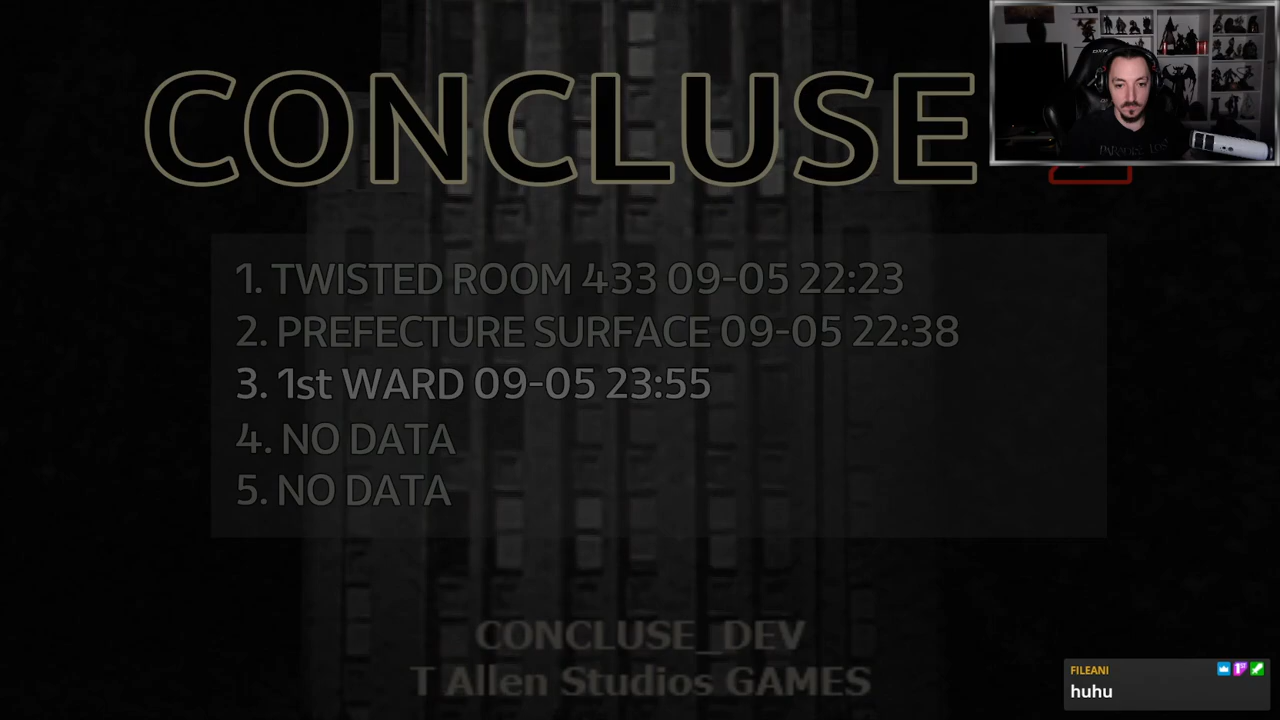 CONCLUSE
1. TWISTED ROOM 433 09-05 22:23
2. PREFECTURE SURFACE 09-05 22:38
3. 1st WARD 09-05 23:55
4. NO DATA
5. NO DATA
CONCLUSE_DEV
T Allen Studios GAMES
FILEANI
huhu